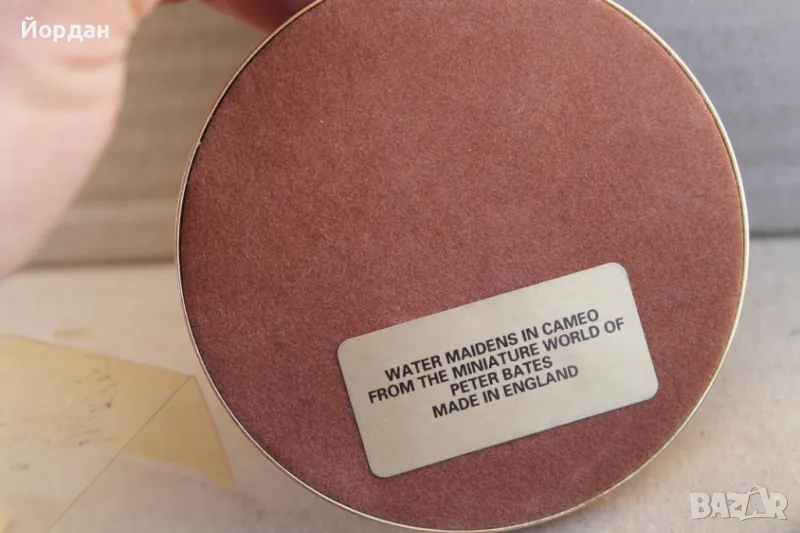 Йордан
WATER MAIDENS IN CAMEO
FROM THE MINIATURE WORLD OF
PETER BATES
MADE IN ENGLAND
BAZAR